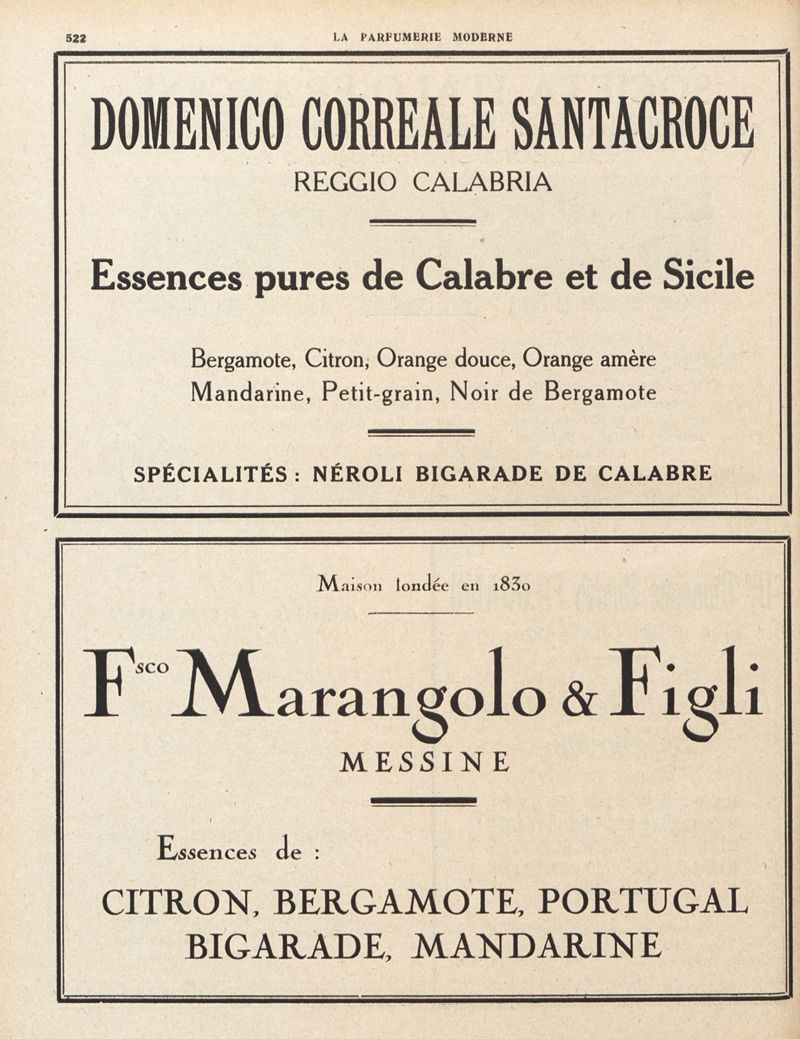 522
LA PARFUMERIE MODERNE
DOMENICO CORREALE SANTACROCE
REGGIO CALABRIA
Essences pures de Calabre et de Sicile
Bergamote, Citron, Orange douce, Orange amère
Mandarine, Petit-grain, Noir de Bergamote
SPÉCIALITÉS : NÉROLI BIGARADE DE CALABRE
Maison fondée en 1830
Fsco Marangolo & Figli
MESSINE
Essences de :
CITRON, BERGAMOTE, PORTUGAL
BIGARADE, MANDARINE